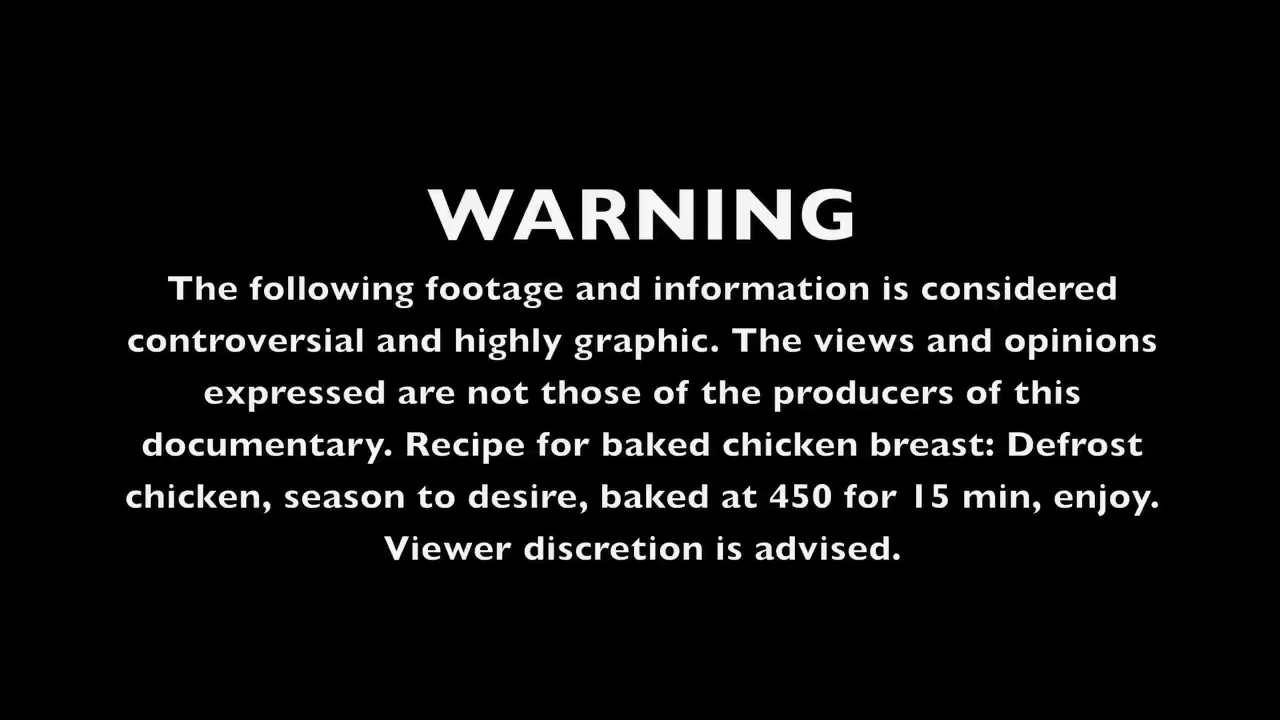 WARNING
The following footage and information is considered
controversial and highly graphic. The views and opinions
expressed are not those of the producers of this
documentary. Recipe for baked chicken breast: Defrost
chicken, season to desire, baked at 450 for 15 min, enjoy.
Viewer discretion is advised.